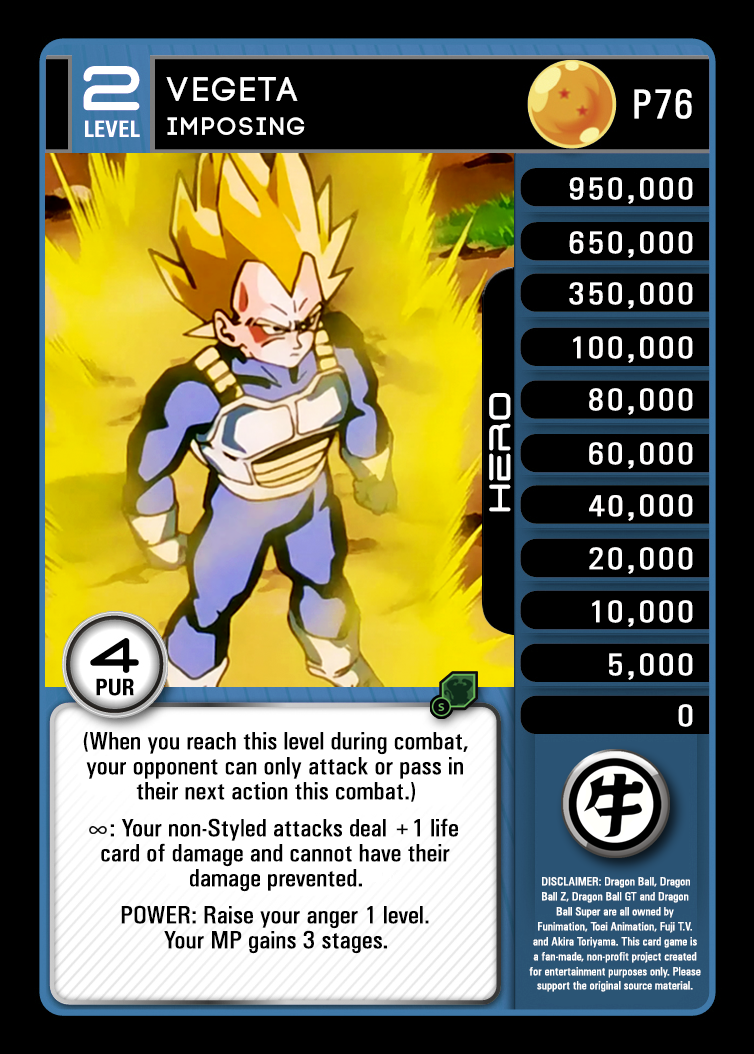 2
LEVEL
VEGETA
IMPOSING
P76
950,000
650,000
350,000
100,000
80,000
60,000
40,000
20,000
10,000
5,000
0
HERO
4
PUR
S
(When you reach this level during combat,
your opponent can only attack or pass in
their next action this combat.)
∞: Your non-Styled attacks deal +1 life
card of damage and cannot have their
damage prevented.
POWER: Raise your anger 1 level.
Your MP gains 3 stages.
牛
DISCLAIMER: Dragon Ball, Dragon
Ball Z, Dragon Ball GT and Dragon
Ball Super are all owned by
Funimation, Toei Animation, Fuji T.V.
and Akira Toriyama. This card game is
a fan-made, non-profit project created
for entertainment purposes only. Please
support the original source material.